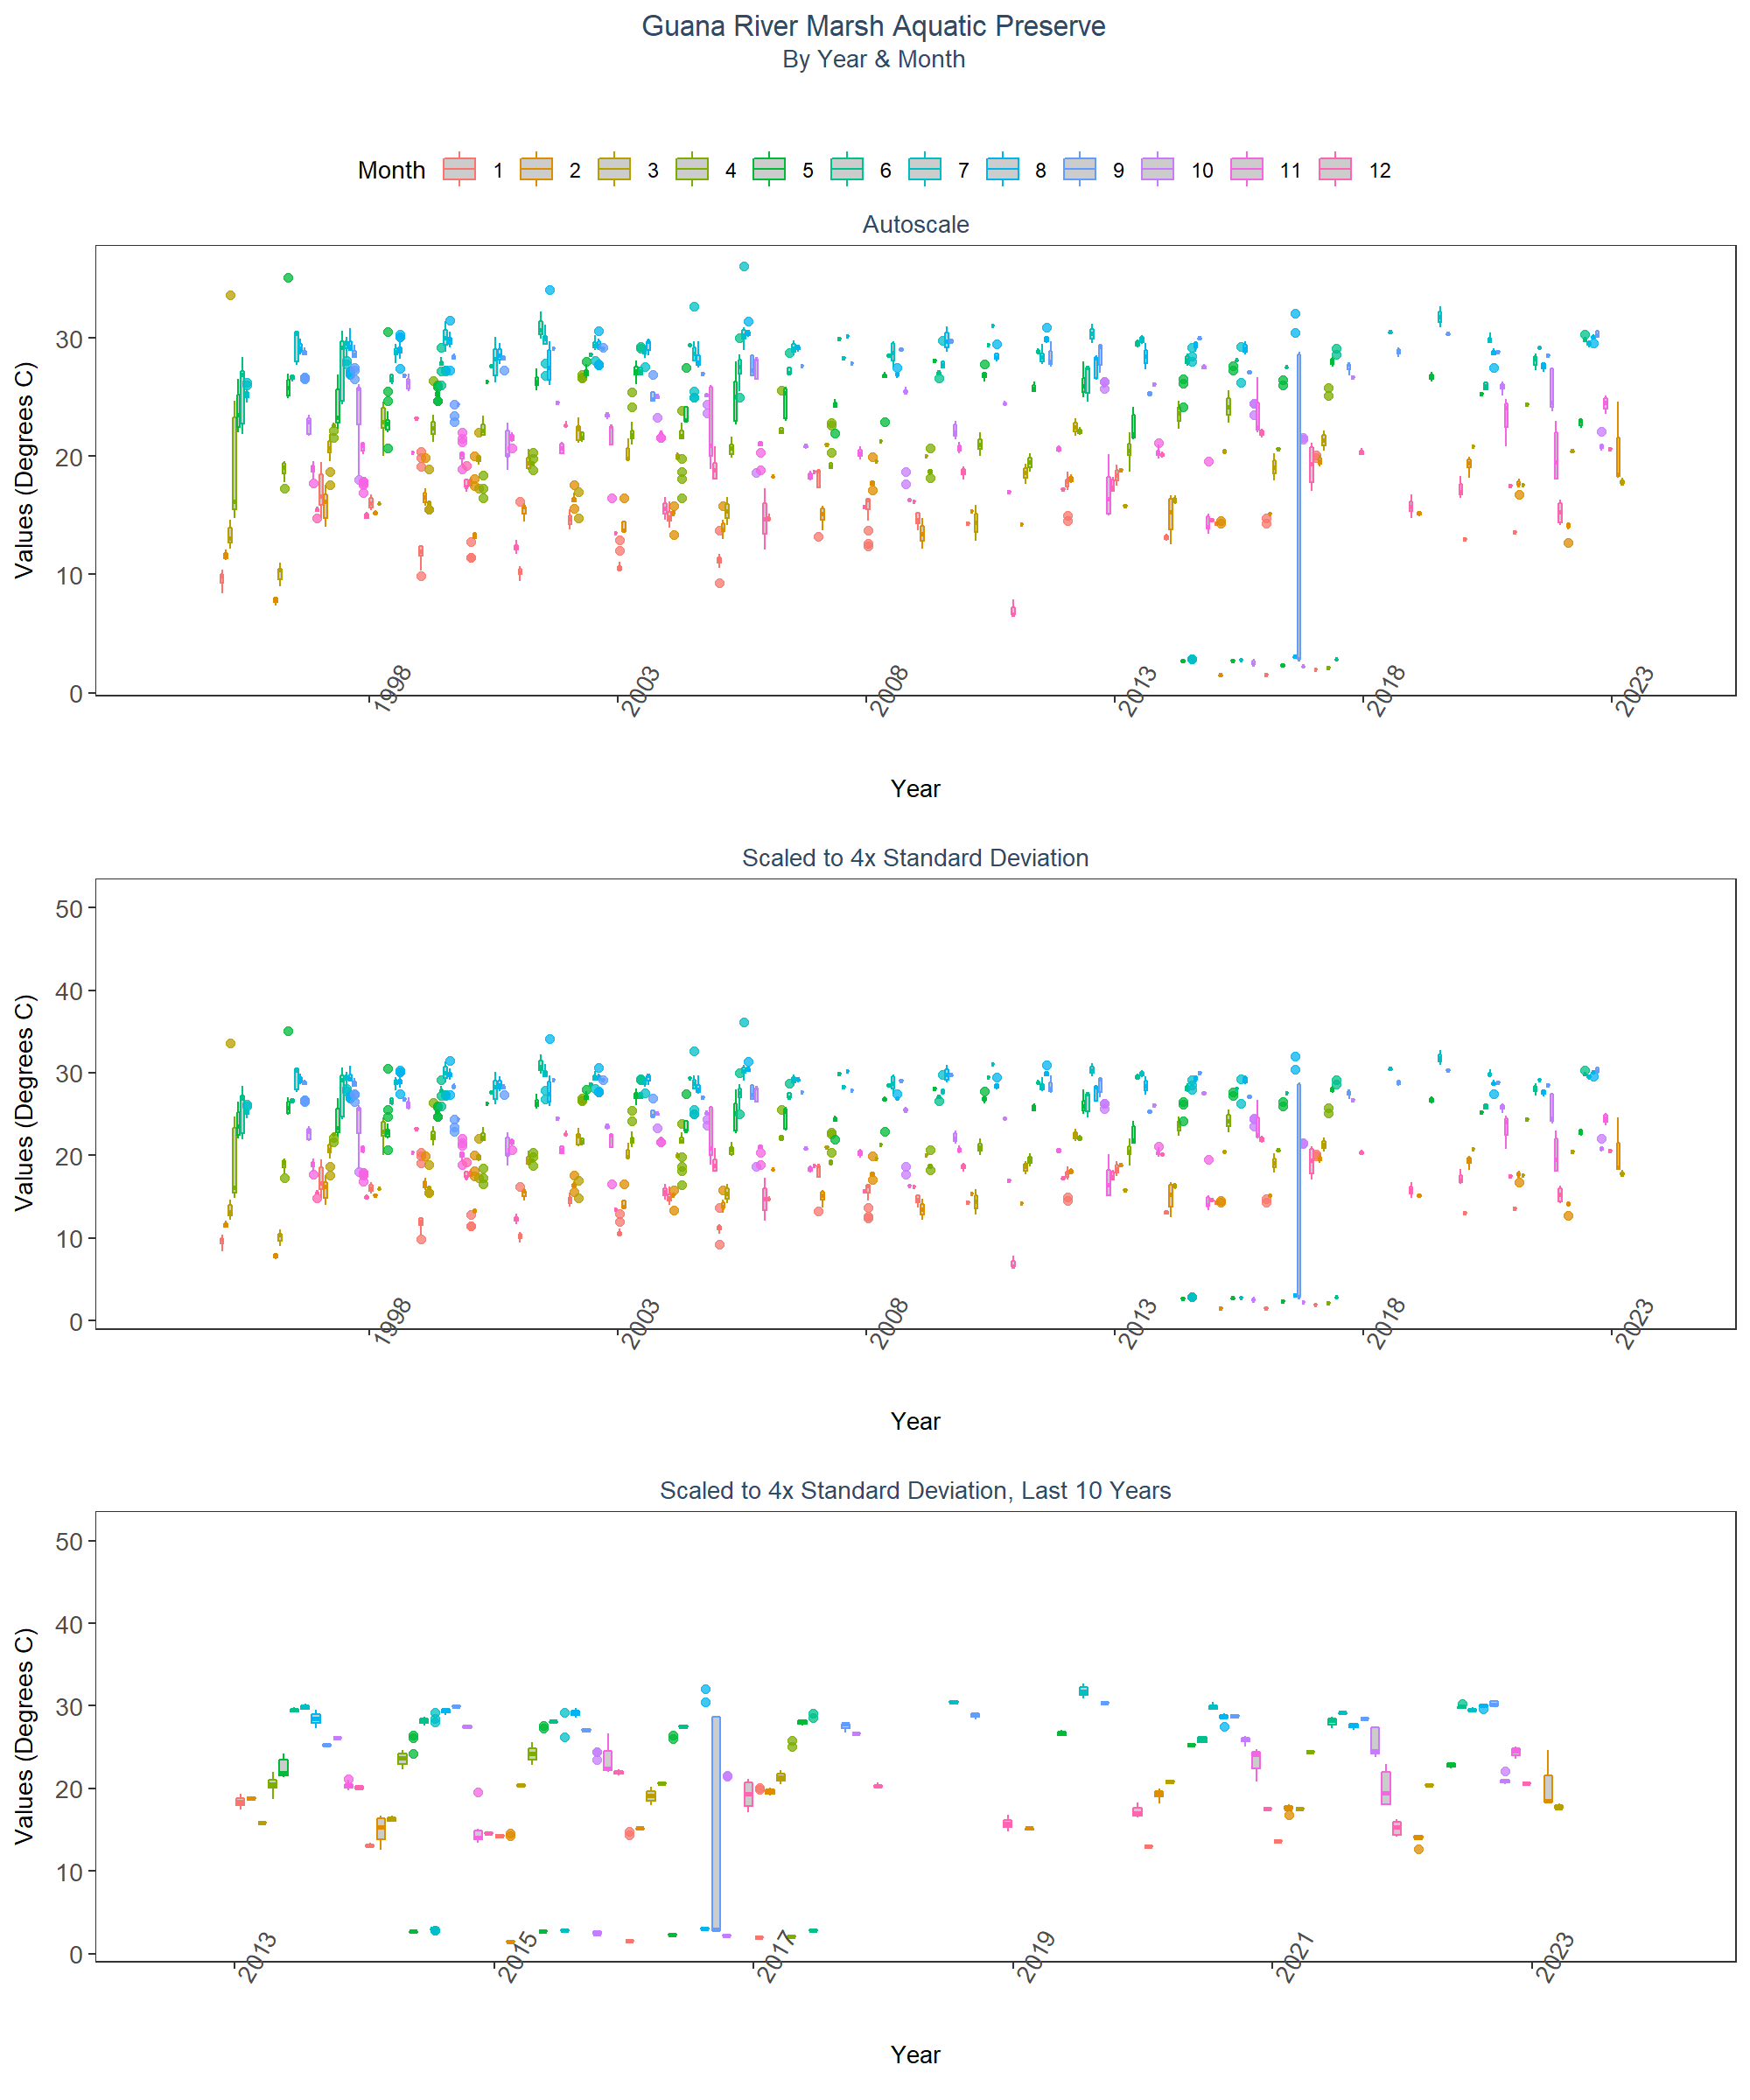 Guana River Marsh Aquatic Preserve
By Year & Month
Month 1 2 3 4 5 6 7 8 9 10 11 12
Autoscale
Values (Degrees C)
30
20
10
0
1998 2003 2008 2013 2018 2023
Year
Scaled to 4x Standard Deviation
Values (Degrees C)
50
40
30
20
10
0
1998 2003 2008 2013 2018 2023
Year
Scaled to 4x Standard Deviation, Last 10 Years
Values (Degrees C)
50
40
30
20
10
0
2013 2015 2017 2019 2021 2023
Year